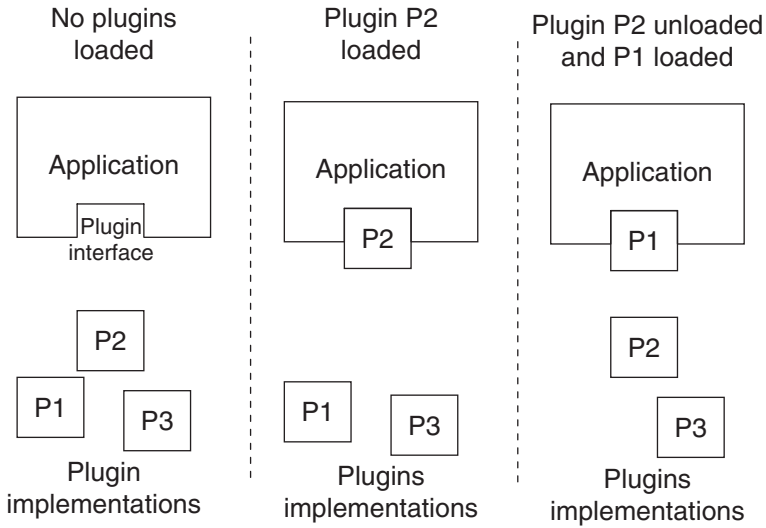 No plugins
loaded
Application
Plugin
interface
P2
P1
P3
Plugin
implementations
Plugin P2
loaded
Application
P2
P1
P3
Plugins
implementations
Plugin P2 unloaded
and P1 loaded
Application
P1
P2
P3
Plugins
implementations